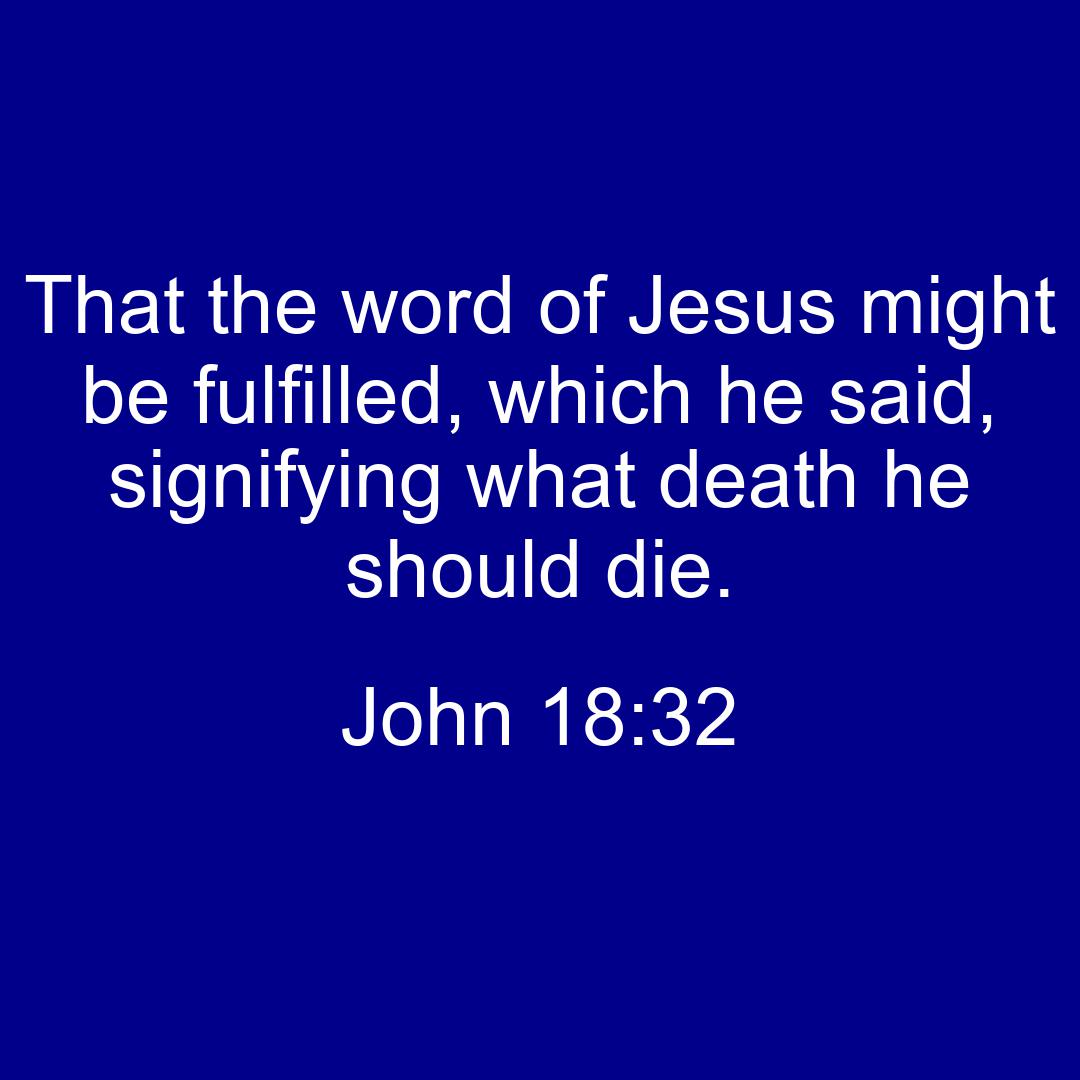 That the word of Jesus might
be fulfilled, which he said,
signifying what death he
should die.
John 18:32